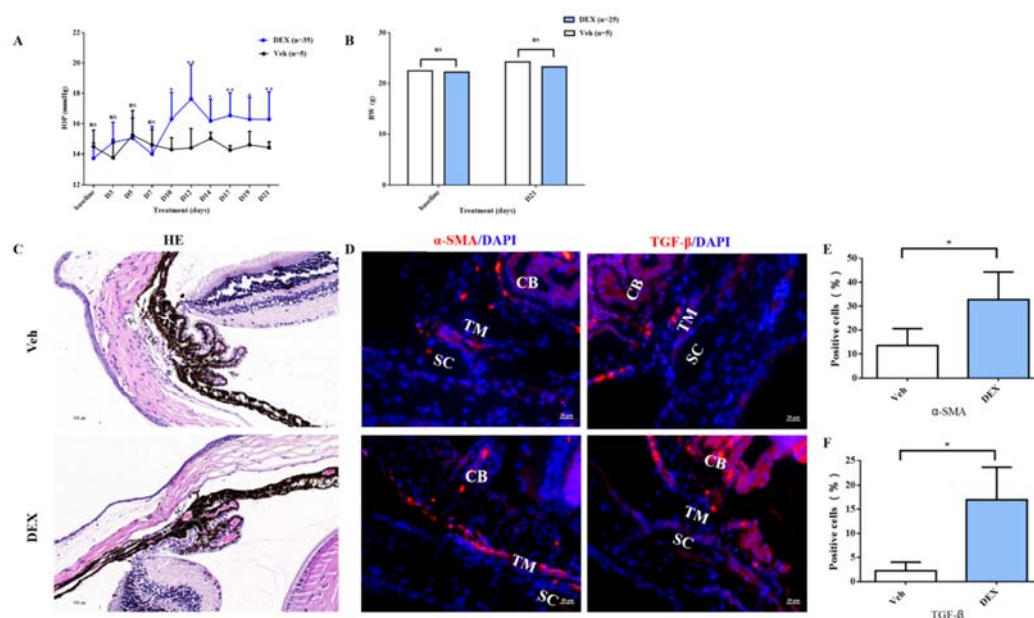 A
DEX (n=35)
Veh (n=5)
IOP (mmHg)
20
18
16
14
12
ns
ns
ns
ns
*
**
*
**
*
**
baseline
D3
D5
D7
D10
D12
D14
D17
D19
D21
Treatment (days)
B
DEX (n=25)
Veh (n=5)
BW (g)
30
20
10
0
ns
ns
baseline
D21
Treatment (days)
C
HE
Veh
DEX
D
α-SMA/DAPI
TGF-β/DAPI
CB
TM
SC
CB
TM
SC
CB
TM
SC
CB
TM
SC
E
Positive cells ( % )
50
40
30
20
10
0
*
Veh
DEX
α-SMA
F
Positive cells ( % )
25
20
15
10
5
0
*
Veh
DEX
TGF-β